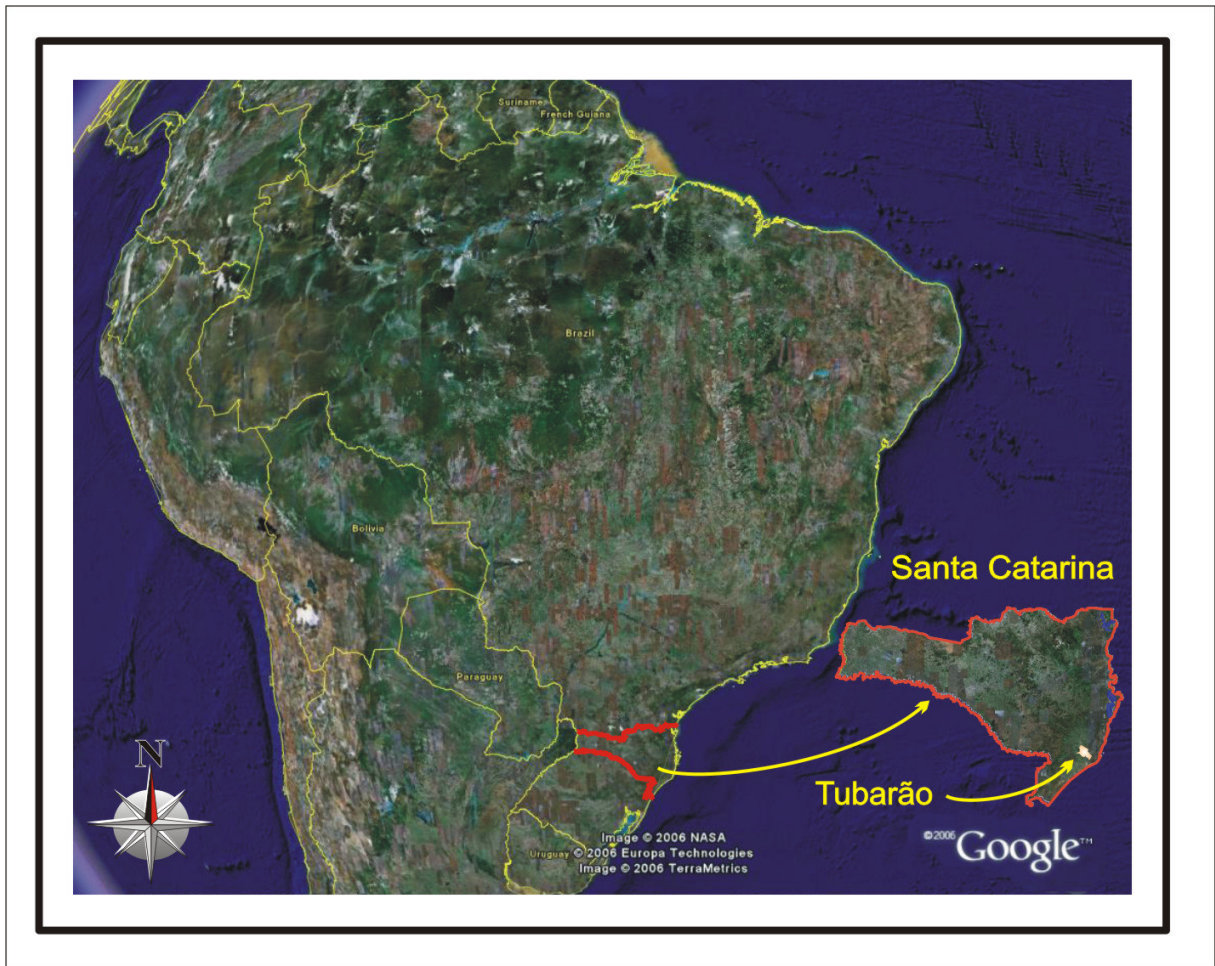 Suriname
French Guiana
Brazil
Bolivia
Santa Catarina
Paraguay
N
Tubarão
Image © 2006 NASA
© 2006 Europa Technologies
Image © 2006 TerraMetrics
Uruguay
©2006 Google™